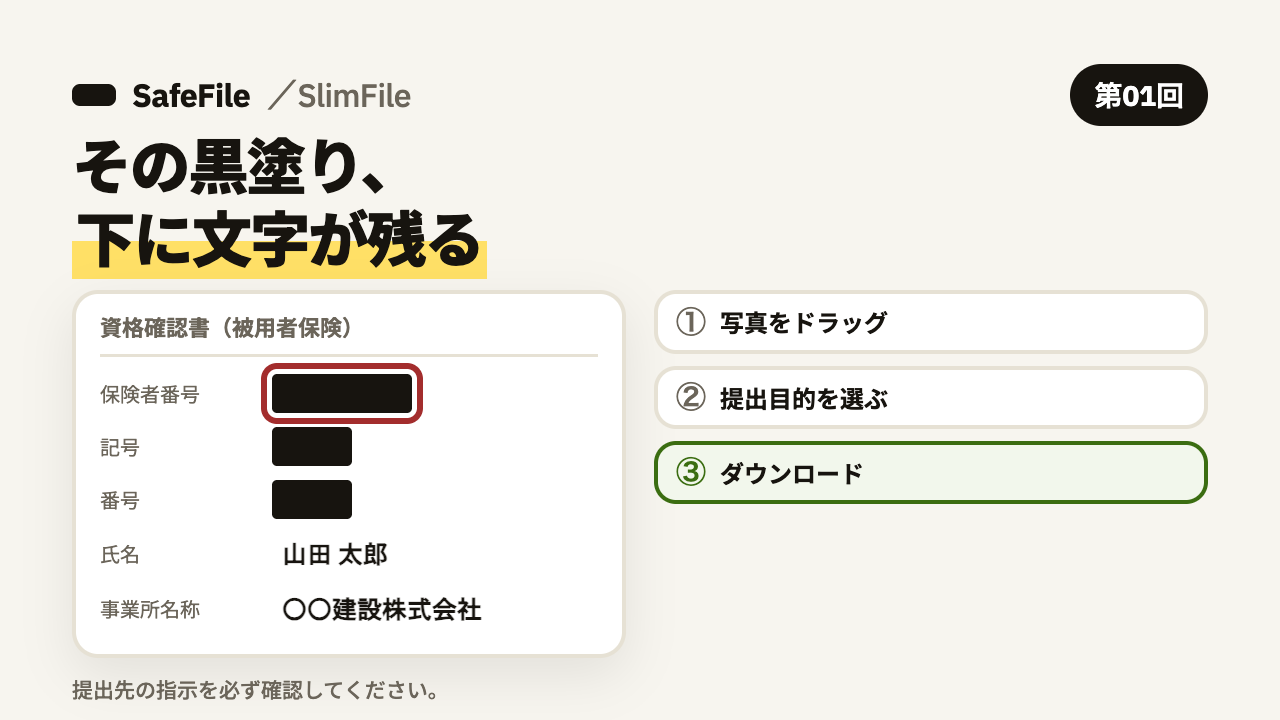 SafeFile ／SlimFile
第01回
その黒塗り、
下に文字が残る
資格確認書（被用者保険）
保険者番号
記号
番号
氏名 山田 太郎
事業所名称 〇〇建設株式会社
① 写真をドラッグ
② 提出目的を選ぶ
③ ダウンロード
提出先の指示を必ず確認してください。